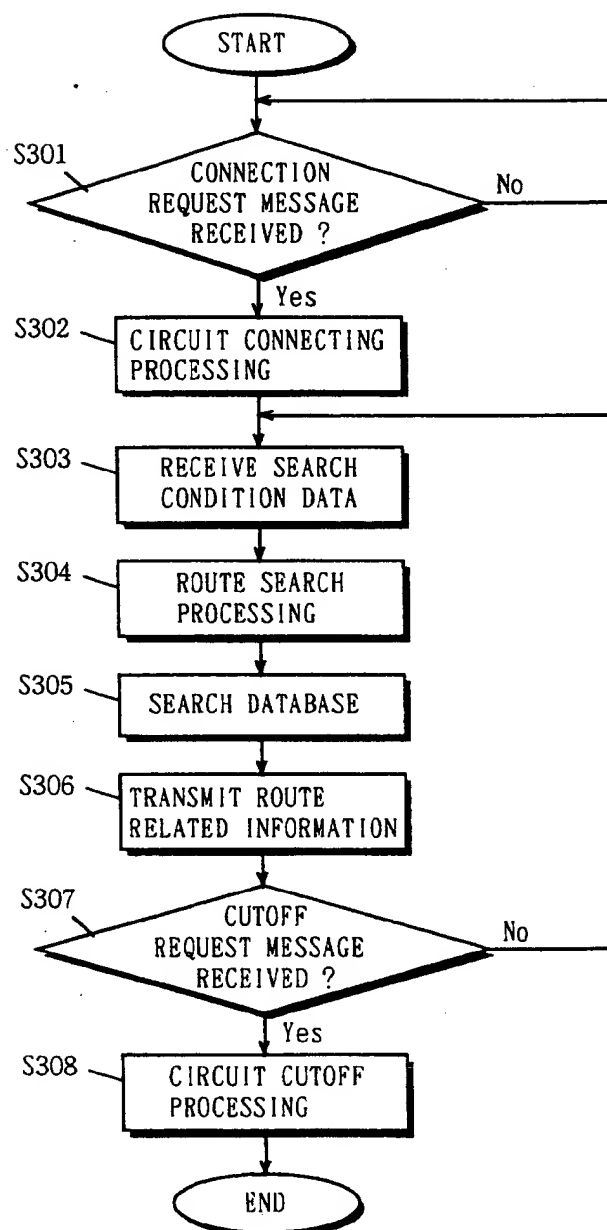 START
S301
CONNECTION
REQUEST MESSAGE
RECEIVED ?
No
Yes
S302
CIRCUIT CONNECTING
PROCESSING
S303
RECEIVE SEARCH
CONDITION DATA
S304
ROUTE SEARCH
PROCESSING
S305
SEARCH DATABASE
S306
TRANSMIT ROUTE
RELATED INFORMATION
S307
CUTOFF
REQUEST MESSAGE
RECEIVED ?
No
Yes
S308
CIRCUIT CUTOFF
PROCESSING
END